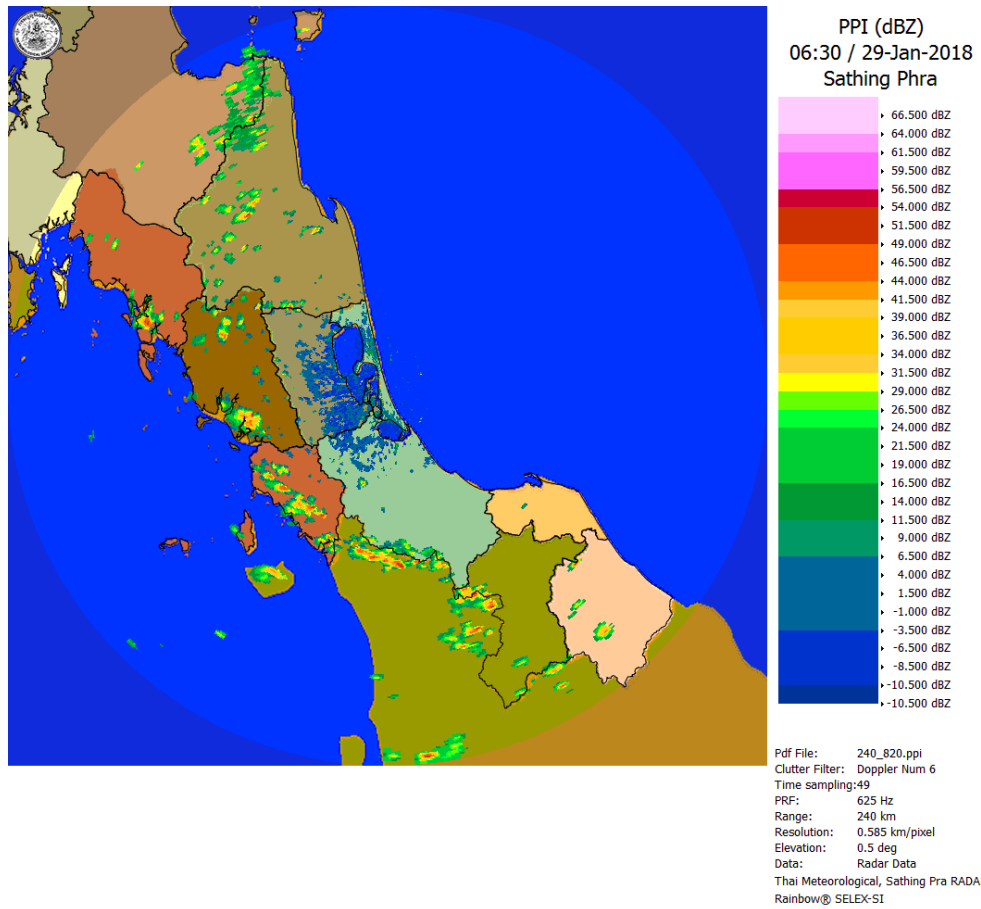 PPI (dBZ)
06:30 / 29-Jan-2018
Sathing Phra
66.500 dBZ
64.000 dBZ
61.500 dBZ
59.500 dBZ
56.500 dBZ
54.000 dBZ
51.500 dBZ
49.000 dBZ
46.500 dBZ
44.000 dBZ
41.500 dBZ
39.000 dBZ
36.500 dBZ
34.000 dBZ
31.500 dBZ
29.000 dBZ
26.500 dBZ
24.000 dBZ
21.500 dBZ
19.000 dBZ
16.500 dBZ
14.000 dBZ
11.500 dBZ
9.000 dBZ
6.500 dBZ
4.000 dBZ
1.500 dBZ
-1.000 dBZ
-3.500 dBZ
-6.500 dBZ
-8.500 dBZ
-10.500 dBZ
-10.500 dBZ
Pdf File: 240_820.ppi
Clutter Filter: Doppler Num 6
Time sampling:49
PRF: 625 Hz
Range: 240 km
Resolution: 0.585 km/pixel
Elevation: 0.5 deg
Data: Radar Data
Thai Meteorological, Sathing Pra RADA
Rainbow® SELEX-SI